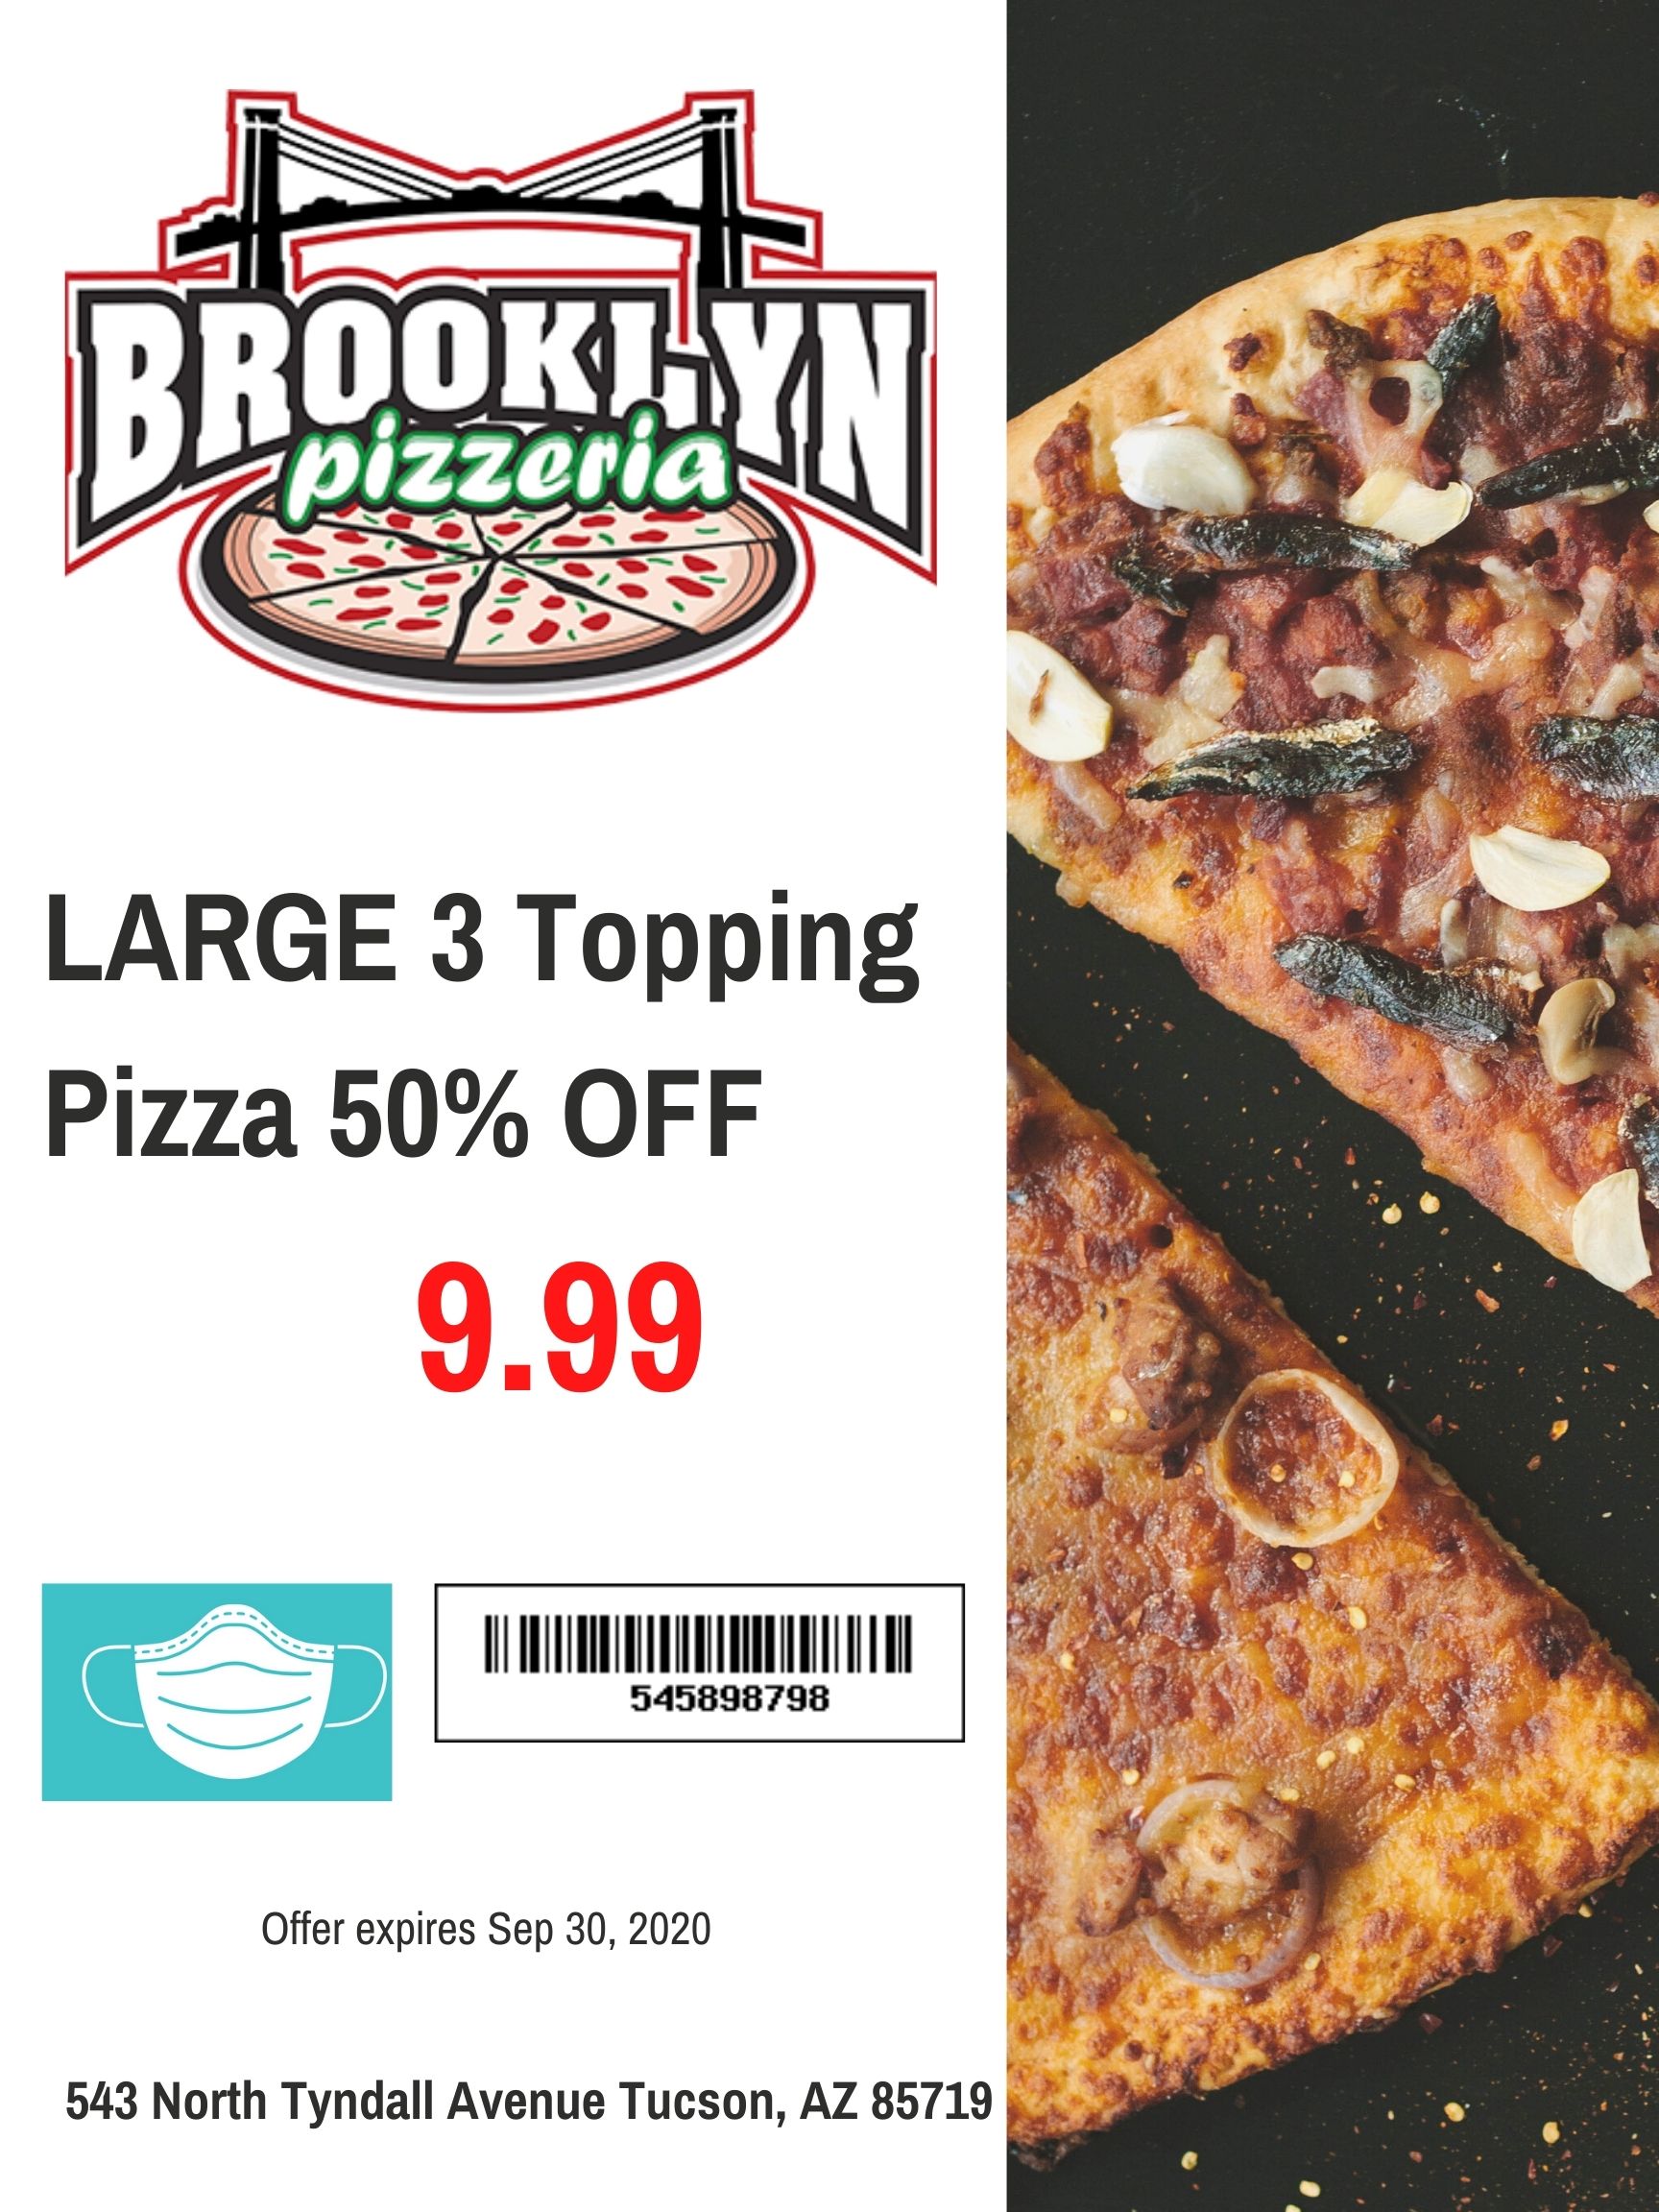 BROOKLYN
pizzeria
LARGE 3 Topping
Pizza 50% OFF
9.99
545898798
Offer expires Sep 30, 2020
543 North Tyndall Avenue Tucson, AZ 85719